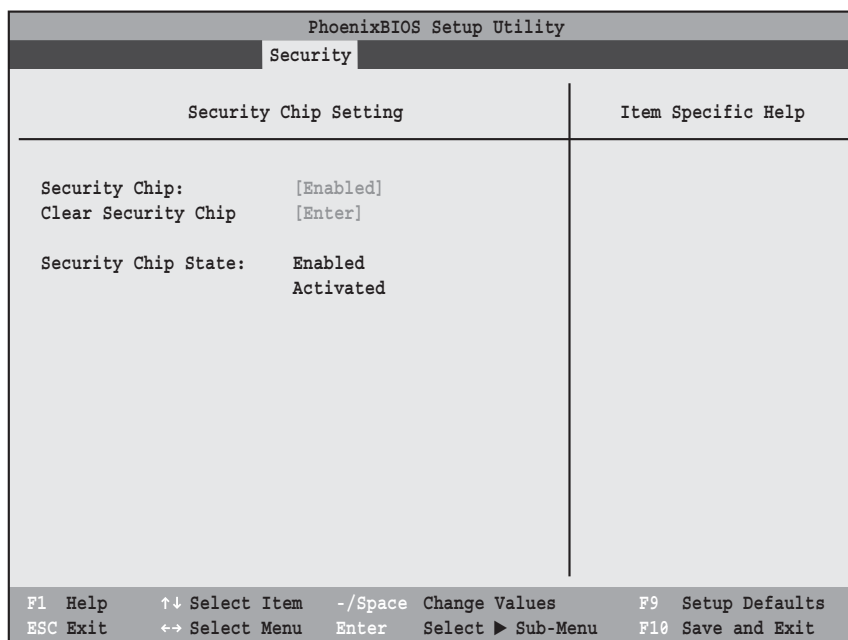 PhoenixBIOS Setup Utility
Security
Security Chip Setting
Item Specific Help
Security Chip: [Enabled]
Clear Security Chip [Enter]
Security Chip State: Enabled
Activated
F1 Help ↑↓ Select Item -/Space Change Values F9 Setup Defaults
ESC Exit ←→ Select Menu Enter Select ▶ Sub-Menu F10 Save and Exit